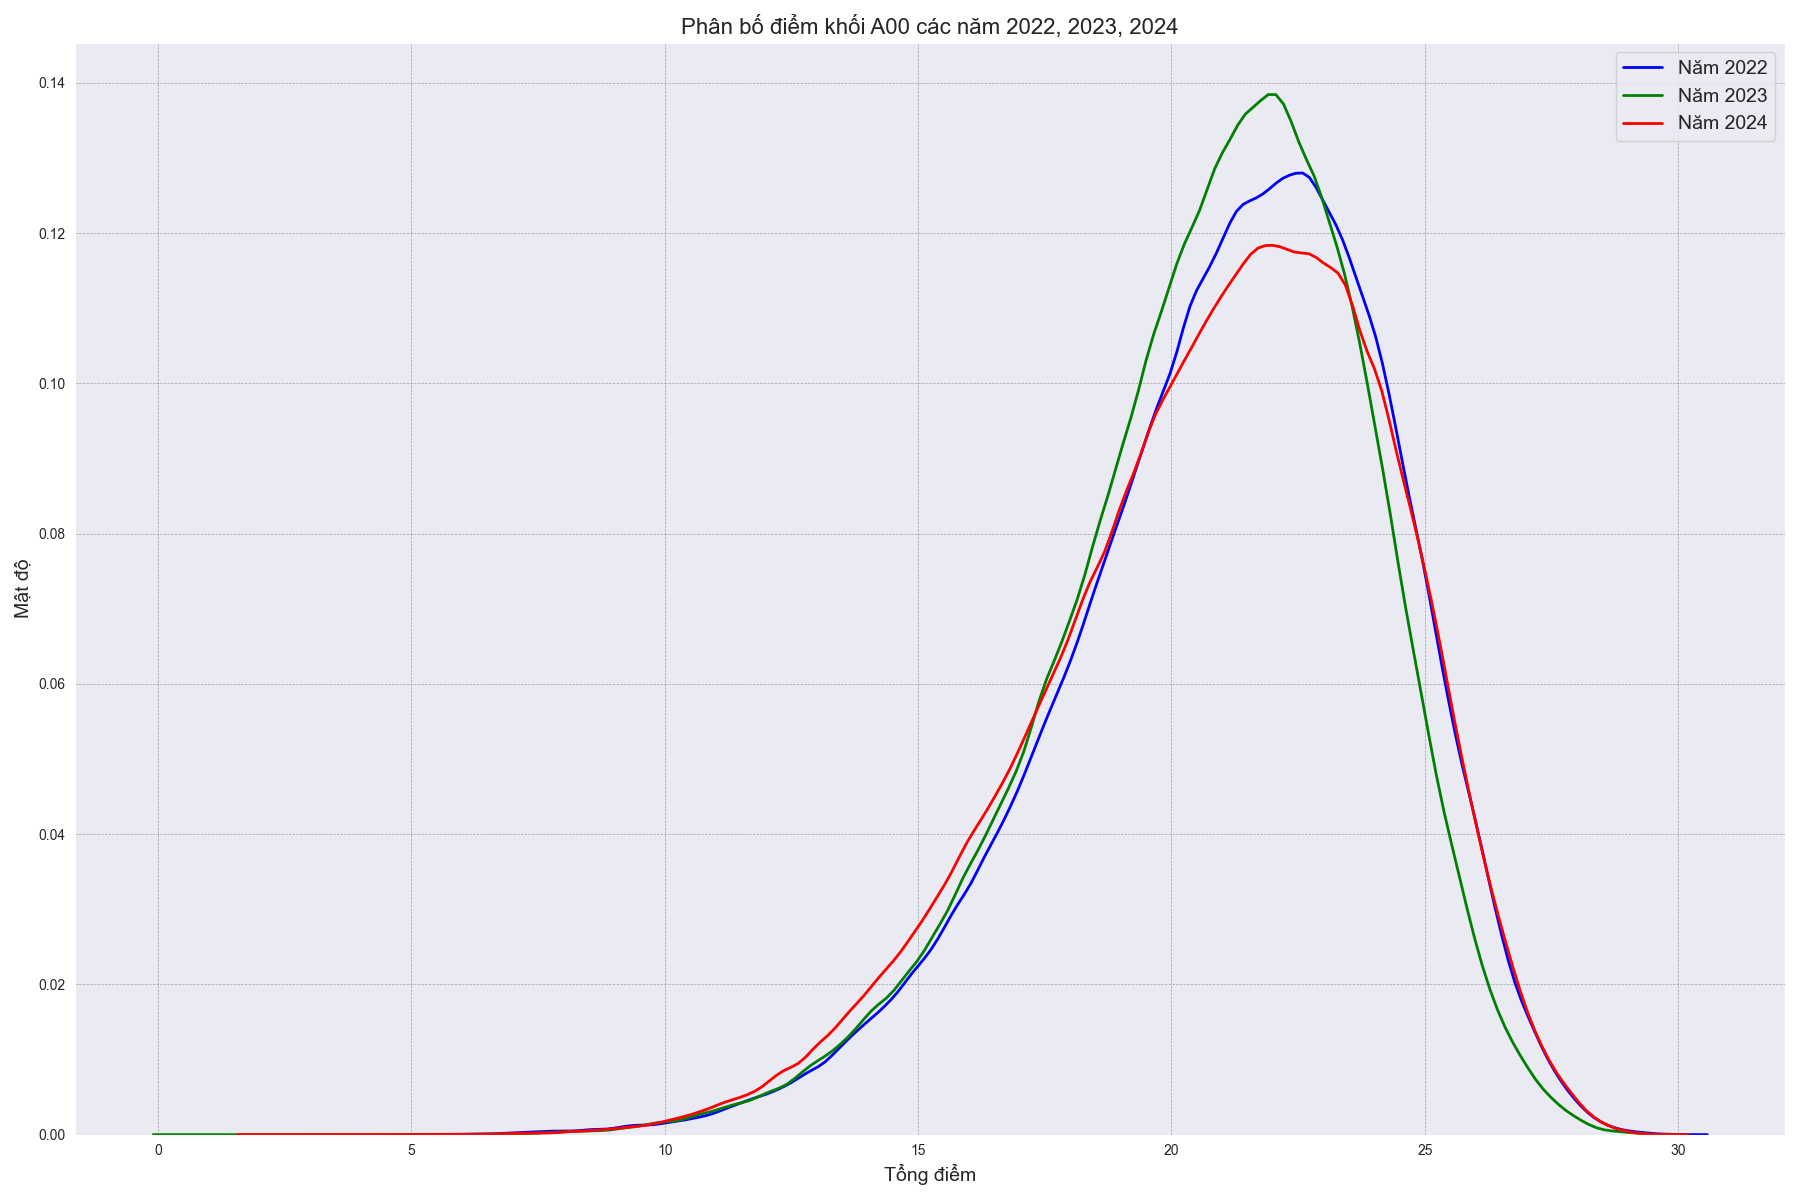 Phân bố điểm khối A00 các năm 2022, 2023, 2024
Năm 2022
Năm 2023
Năm 2024
0.14
0.12
0.10
0.08
0.06
0.04
0.02
0.00
Mật độ
0 5 10 15 20 25 30
Tổng điểm